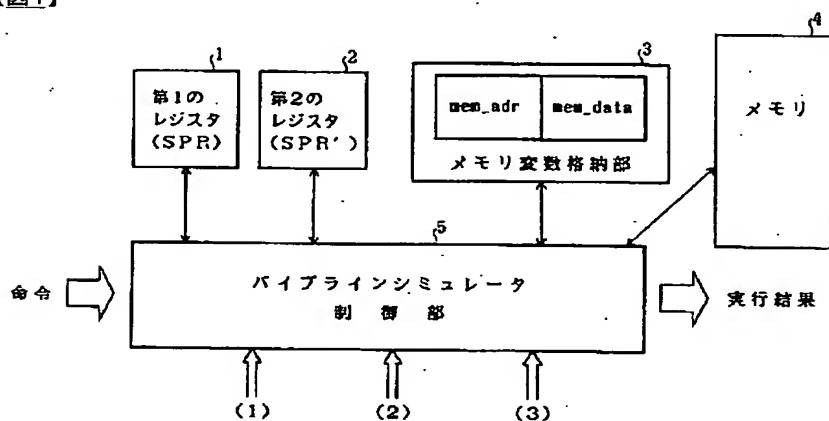 【図1】
1
第1の
レジスタ
(SPR)
2
第2の
レジスタ
(SPR')
3
mem_adr
mem_data
メモリ変数格納部
4
メモリ
5
命令
パイプラインシミュレータ
制御部
実行結果
(1)
(2)
(3)